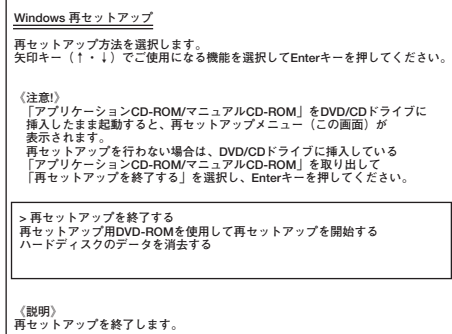 Windows 再セットアップ
再セットアップ方法を選択します。
矢印キー（↑・↓）でご使用になる機能を選択してEnterキーを押してください。
《注意!》
「アプリケーションCD-ROM/マニュアルCD-ROM」をDVD/CDドライブに
挿入したまま起動すると、再セットアップメニュー（この画面）が
表示されます。
再セットアップを行わない場合は、DVD/CDドライブに挿入している
「アプリケーションCD-ROM/マニュアルCD-ROM」を取り出して
「再セットアップを終了する」を選択し、Enterキーを押してください。
> 再セットアップを終了する
再セットアップ用DVD-ROMを使用して再セットアップを開始する
ハードディスクのデータを消去する
《説明》
再セットアップを終了します。